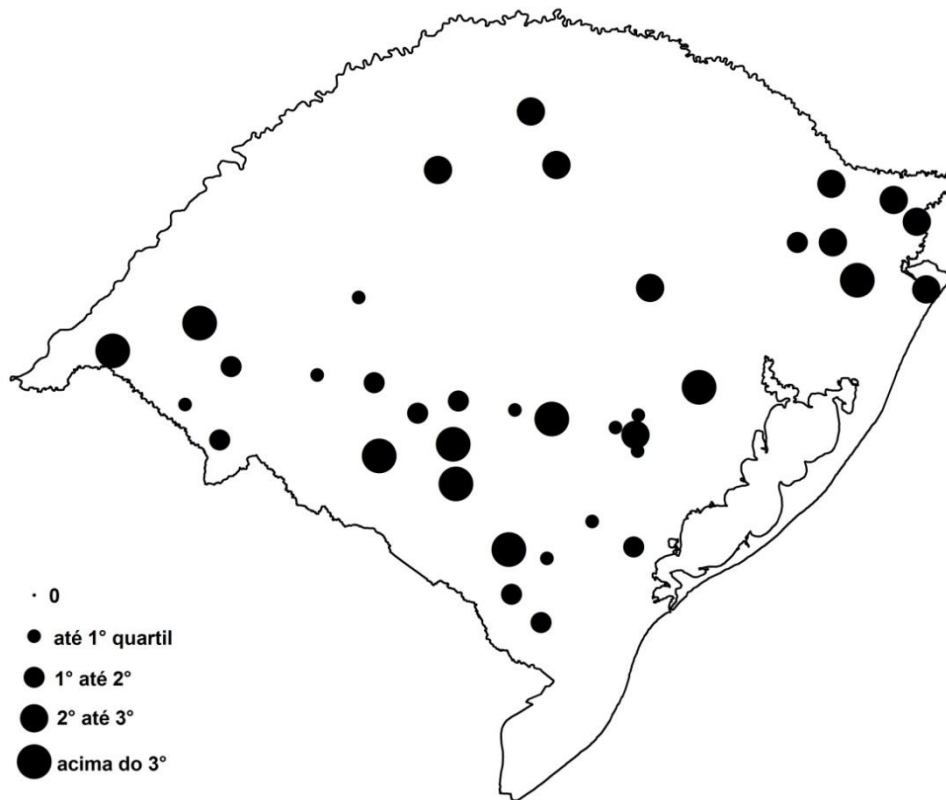 0
até 1° quartil
1° até 2°
2° até 3°
acima do 3°